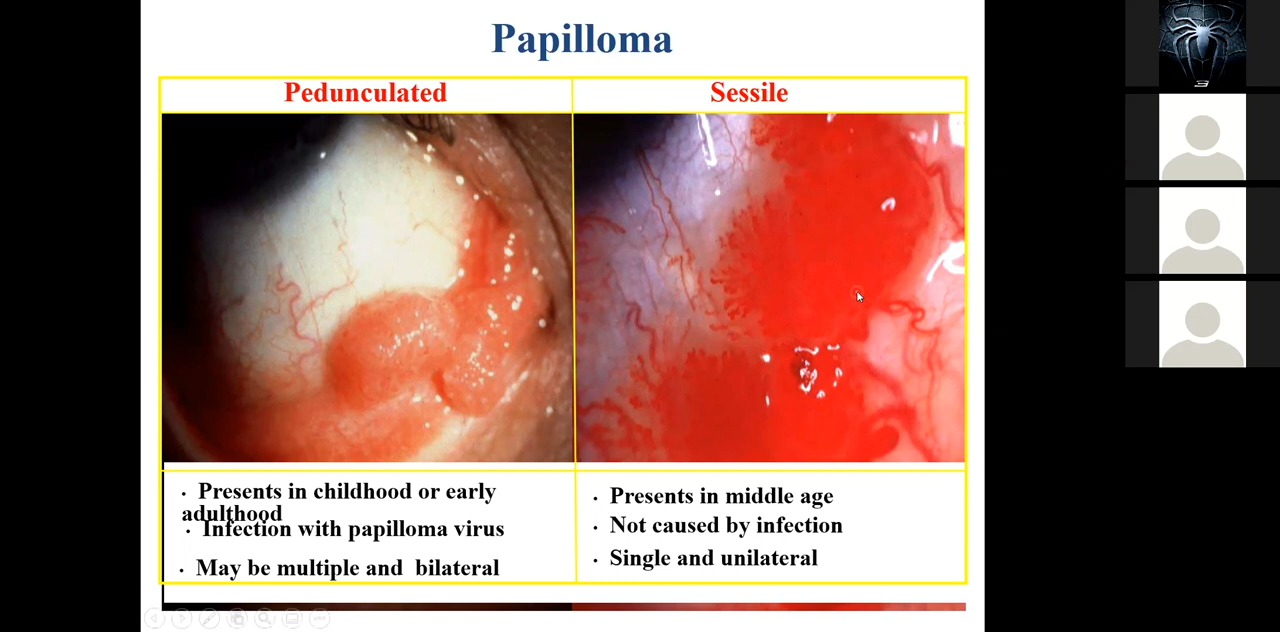 Papilloma
Pedunculated
Sessile
· Presents in childhood or early
adulthood
· Infection with papilloma virus
· May be multiple and bilateral
· Presents in middle age
· Not caused by infection
· Single and unilateral
3